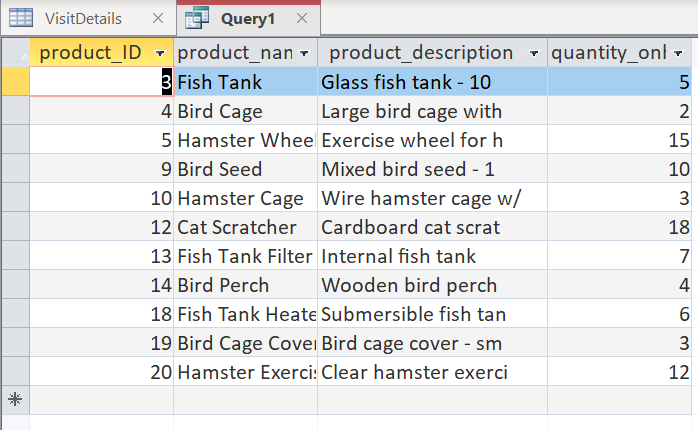 VisitDetails Query1
product_ID product_nam product_description quantity_onl
3 Fish Tank Glass fish tank - 10 5
4 Bird Cage Large bird cage with 2
5 Hamster Wheel Exercise wheel for h 15
9 Bird Seed Mixed bird seed - 1 10
10 Hamster Cage Wire hamster cage w/ 3
12 Cat Scratcher Cardboard cat scrat 18
13 Fish Tank Filter Internal fish tank 7
14 Bird Perch Wooden bird perch 4
18 Fish Tank Heate Submersible fish tan 6
19 Bird Cage Cover Bird cage cover - sm 3
20 Hamster Exercis Clear hamster exerci 12